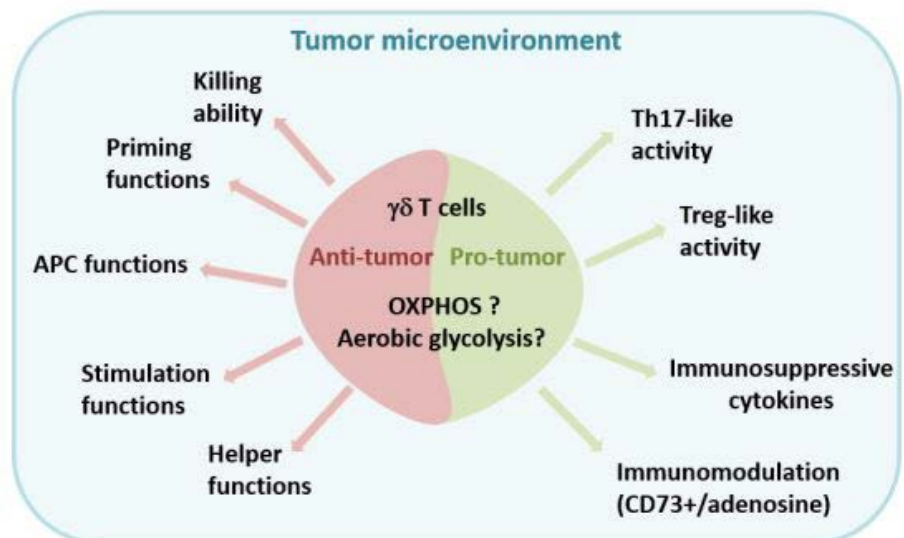 Tumor microenvironment
Killing
ability
Priming
functions
APC functions
Stimulation
functions
Helper
functions
γδ T cells
Anti-tumor Pro-tumor
OXPHOS ?
Aerobic glycolysis?
Th17-like
activity
Treg-like
activity
Immunosuppressive
cytokines
Immunomodulation
(CD73+/adenosine)